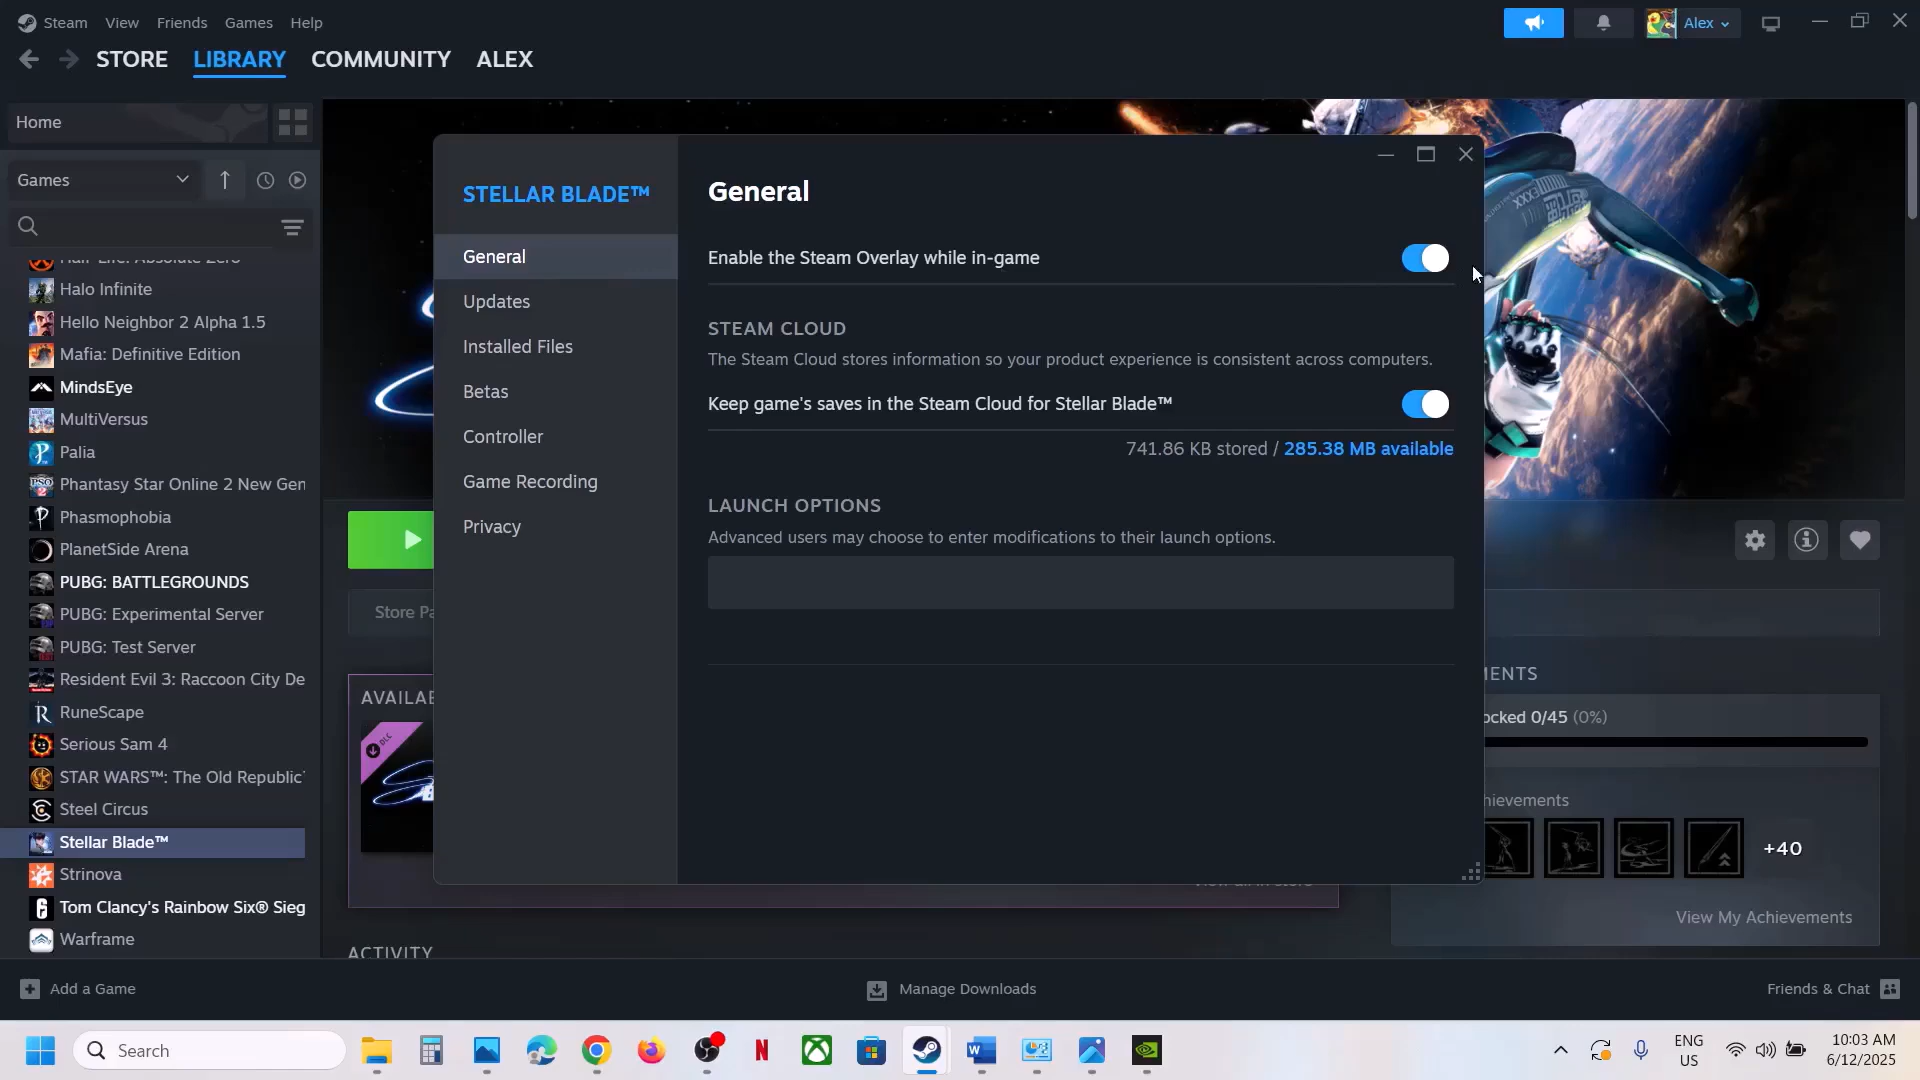 Steam View Friends Games Help
Alex
STORE LIBRARY COMMUNITY ALEX
Home
Games
Halo Infinite
Hello Neighbor 2 Alpha 1.5
Mafia: Definitive Edition
MindsEye
MultiVersus
Palia
Phantasy Star Online 2 New Gen
Phasmophobia
PlanetSide Arena
PUBG: BATTLEGROUNDS
PUBG: Experimental Server
PUBG: Test Server
Resident Evil 3: Raccoon City De
RuneScape
Serious Sam 4
STAR WARS™: The Old Republic
Steel Circus
Stellar Blade™
Strinova
Tom Clancy's Rainbow Six® Sieg
Warframe
STELLAR BLADE™
General
Updates
Installed Files
Betas
Controller
Game Recording
Privacy
General
Enable the Steam Overlay while in-game
STEAM CLOUD
The Steam Cloud stores information so your product experience is consistent across computers.
Keep game's saves in the Steam Cloud for Stellar Blade™
741.86 KB stored / 285.38 MB available
LAUNCH OPTIONS
Advanced users may choose to enter modifications to their launch options.
Store Pa
AVAILAB
DLC
MENTS
ocked 0/45 (0%)
hievements
+40
View My Achievements
ACTIVITY
Add a Game
Manage Downloads
Friends & Chat
Search
ENG
US
10:03 AM
6/12/2025